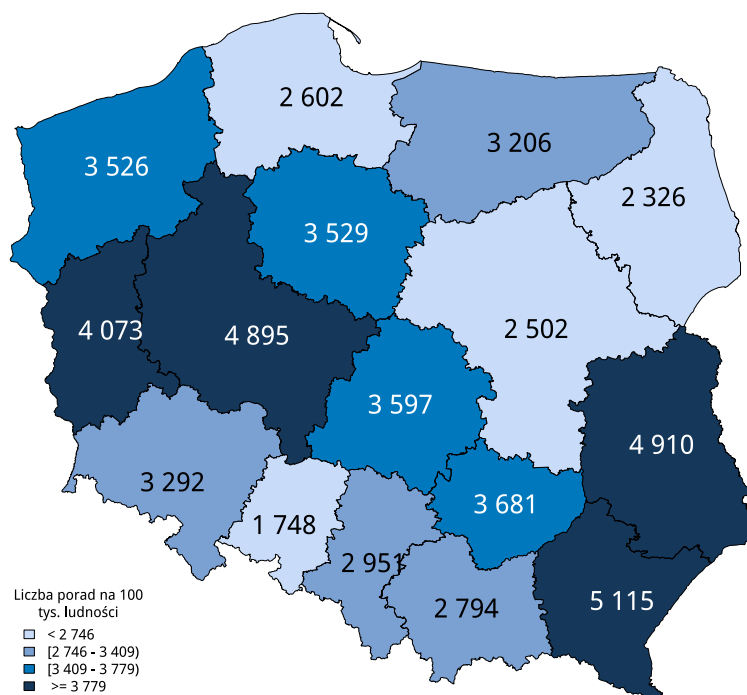 2 602
3 206
3 526
2 326
3 529
4 073
4 895
2 502
3 597
4 910
3 292
3 681
1 748
2 951
2 794
5 115
Liczba porad na 100
tys. ludności
< 2 746
[2 746 - 3 409)
[3 409 - 3 779)
>= 3 779